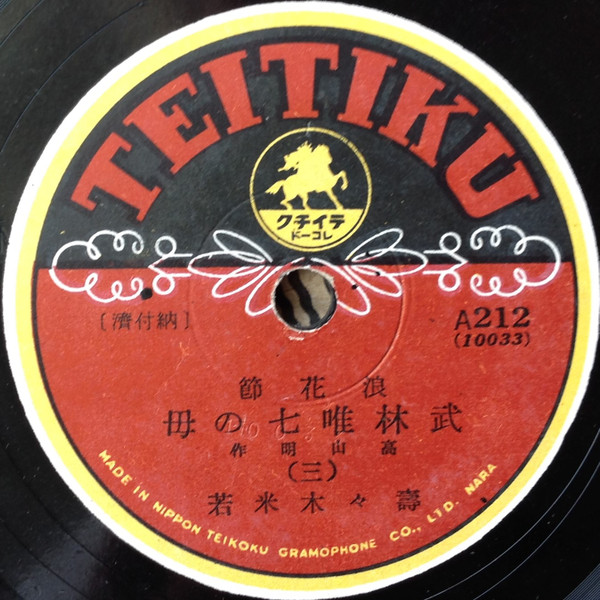 TEITIKU
テイチク
レコード
[納付濟]
A212
(10033)
浪花節
武林唯七の母
高山明作
(三)
壽々木米若
MADE IN NIPPON TEIKOKU GRAMOPHONE CO., LTD. NARA